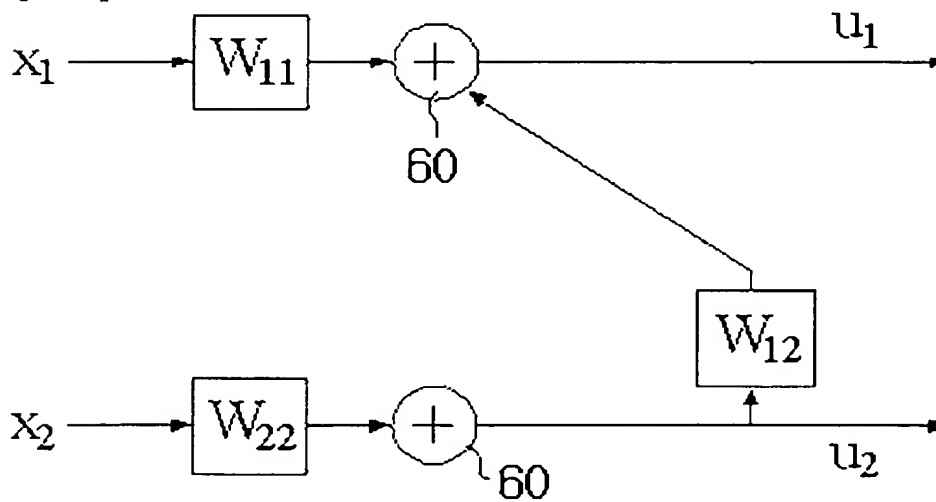 u₁
x₁ W₁₁ +
60
W₁₂
x₂ W₂₂ +
u₂
60